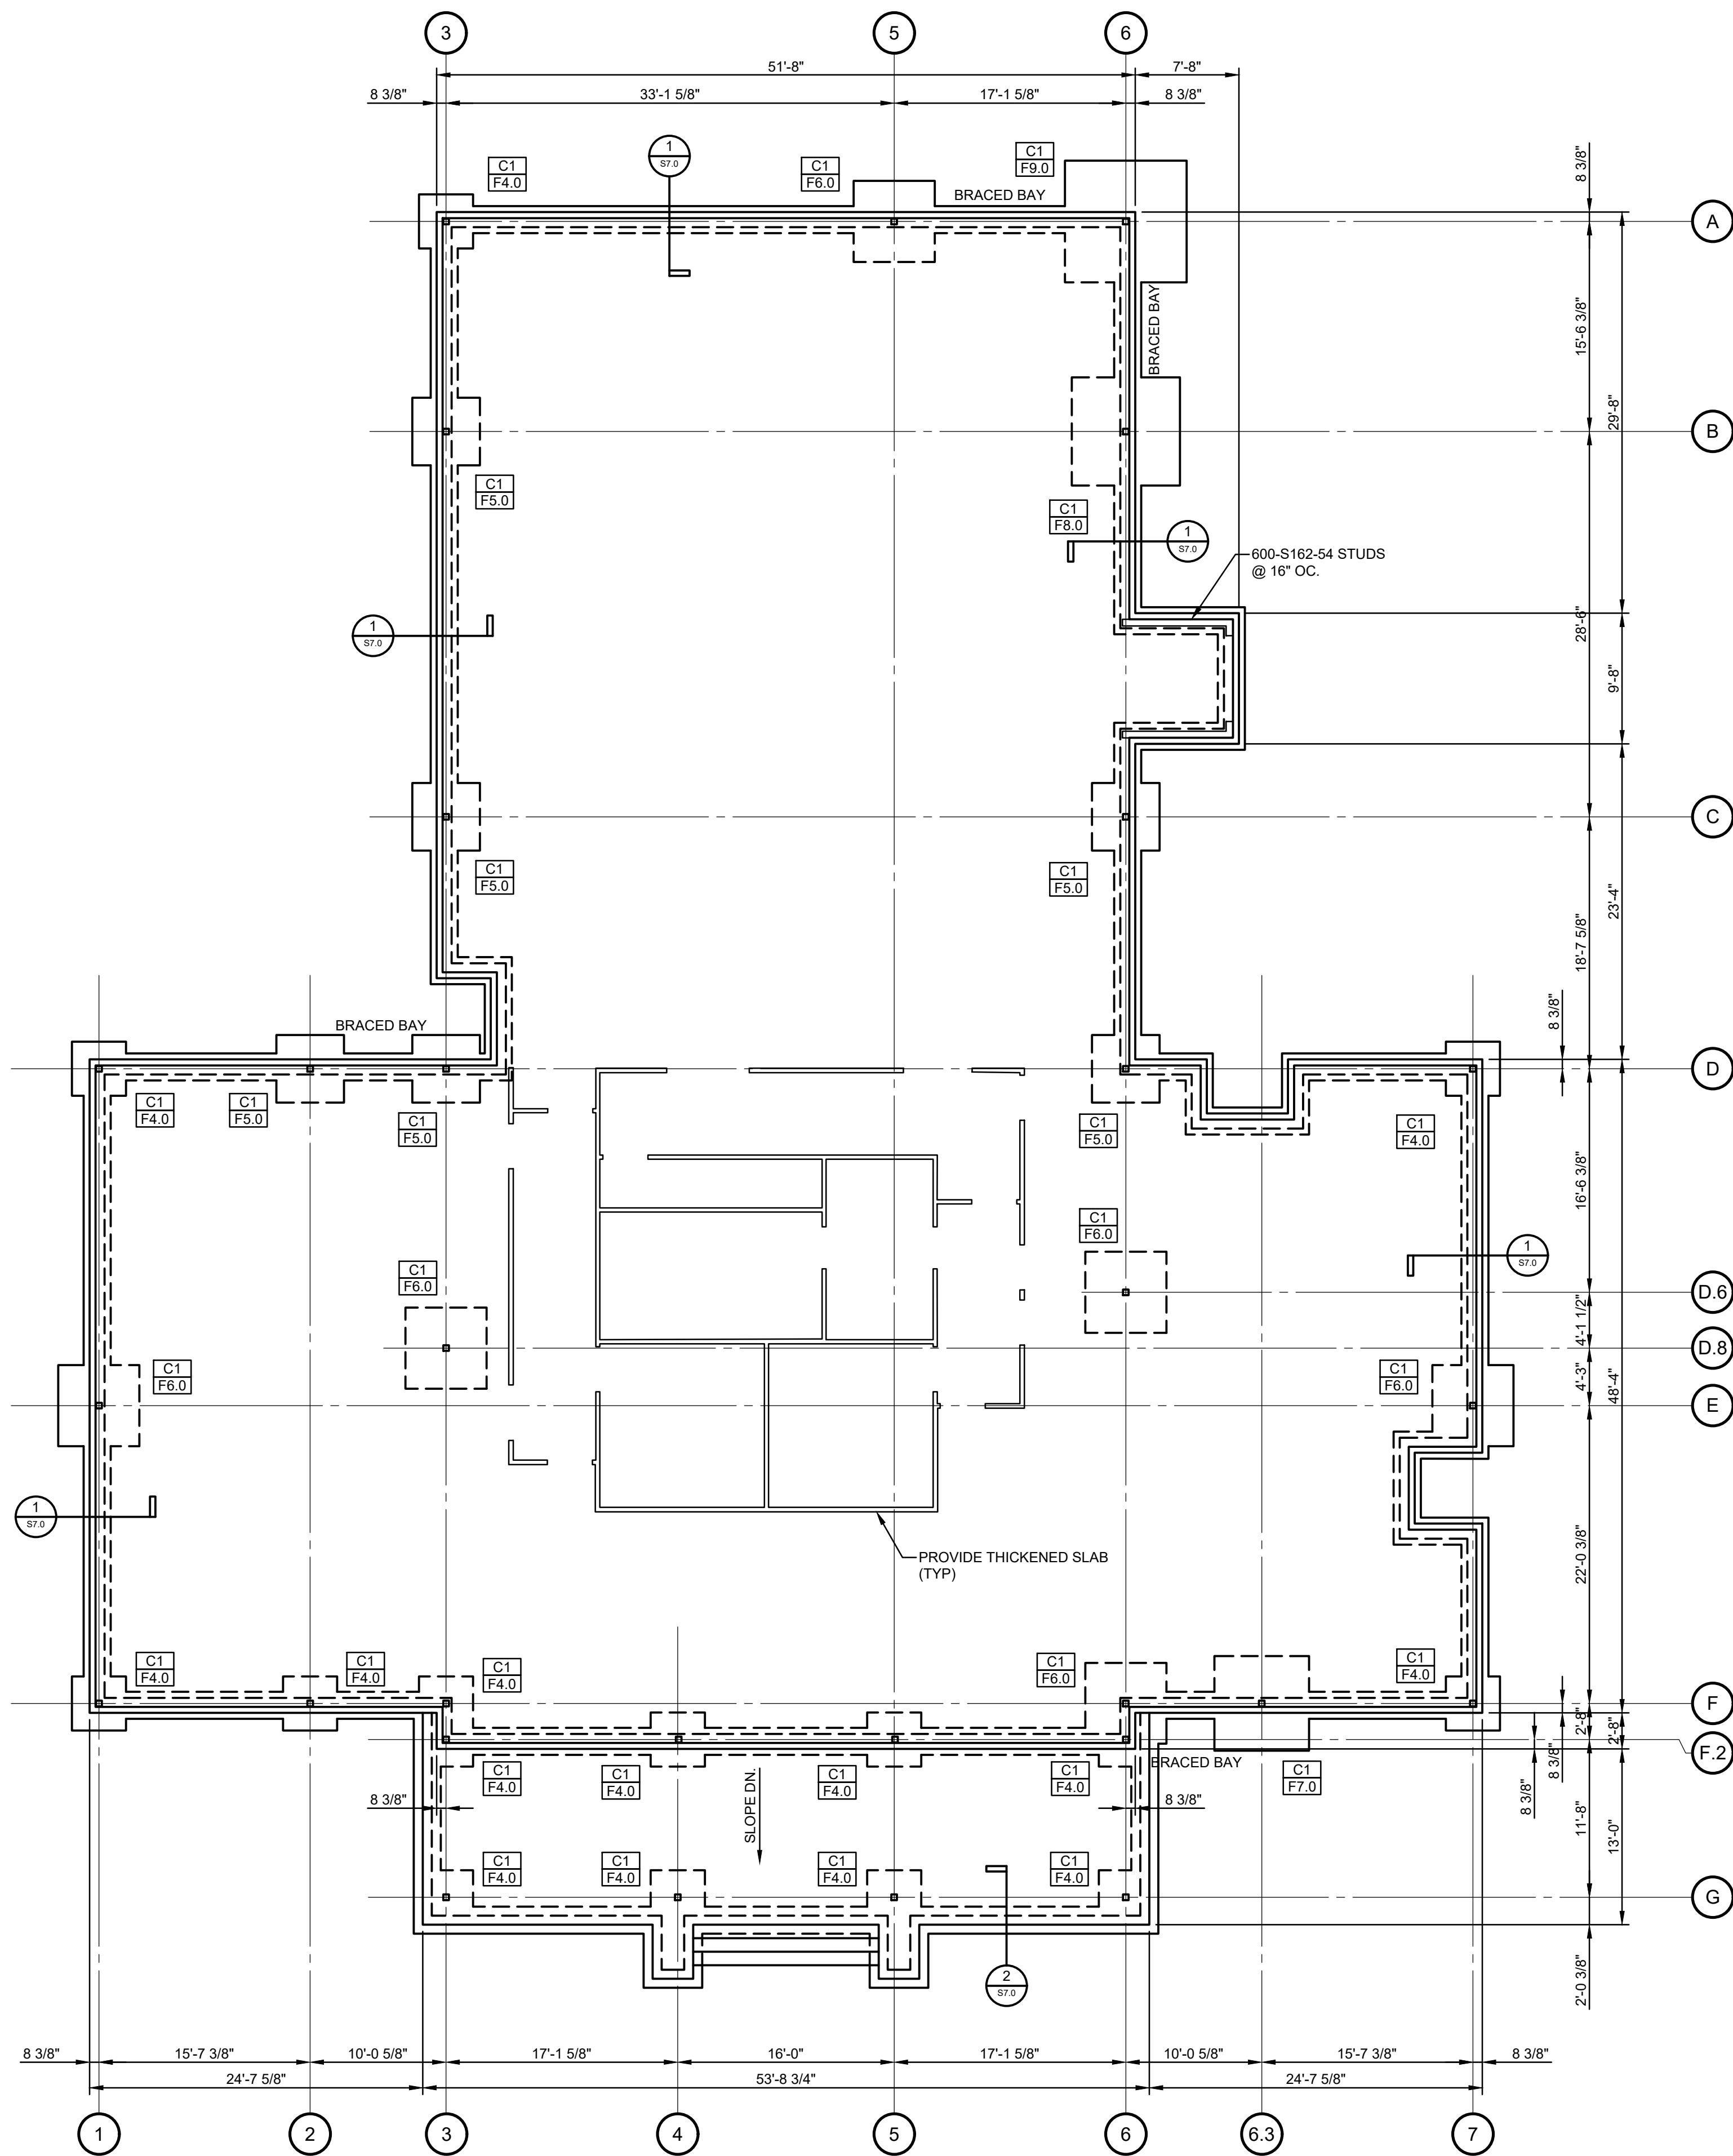 3
5
6
51'-8"
7'-8"
8 3/8"
33'-1 5/8"
17'-1 5/8"
8 3/8"
1
S7.0
C1
F4.0
C1
F6.0
C1
F9.0
BRACED BAY
8 3/8"
A
BRACED BAY
15'-6 3/8"
29'-8"
B
C1
F5.0
C1
F8.0
1
S7.0
600-S162-54 STUDS
@ 16" OC.
1
S7.0
28'-6"
9'-8"
C
C1
F5.0
C1
F5.0
23'-4"
18'-7 5/8"
8 3/8"
BRACED BAY
D
C1
F4.0
C1
F5.0
C1
F5.0
C1
F5.0
C1
F4.0
16'-6 3/8"
C1
F6.0
C1
F6.0
1
S7.0
D.6
4'-1 1/2"
D.8
C1
F6.0
C1
F6.0
4'-3"
48'-4"
E
1
S7.0
PROVIDE THICKENED SLAB
(TYP)
22'-0 3/8"
C1
F4.0
C1
F4.0
C1
F4.0
C1
F6.0
C1
F4.0
F
2'-8"
2'-8"
8 3/8"
F.2
BRACED BAY
C1
F4.0
C1
F4.0
C1
F4.0
C1
F4.0
C1
F7.0
8 3/8"
8 3/8"
8 3/8"
SLOPE DN.
11'-8"
13'-0"
C1
F4.0
C1
F4.0
C1
F4.0
C1
F4.0
G
2
S7.0
2'-0 3/8"
8 3/8"
15'-7 3/8"
10'-0 5/8"
17'-1 5/8"
16'-0"
17'-1 5/8"
10'-0 5/8"
15'-7 3/8"
8 3/8"
24'-7 5/8"
53'-8 3/4"
24'-7 5/8"
1
2
3
4
5
6
6.3
7